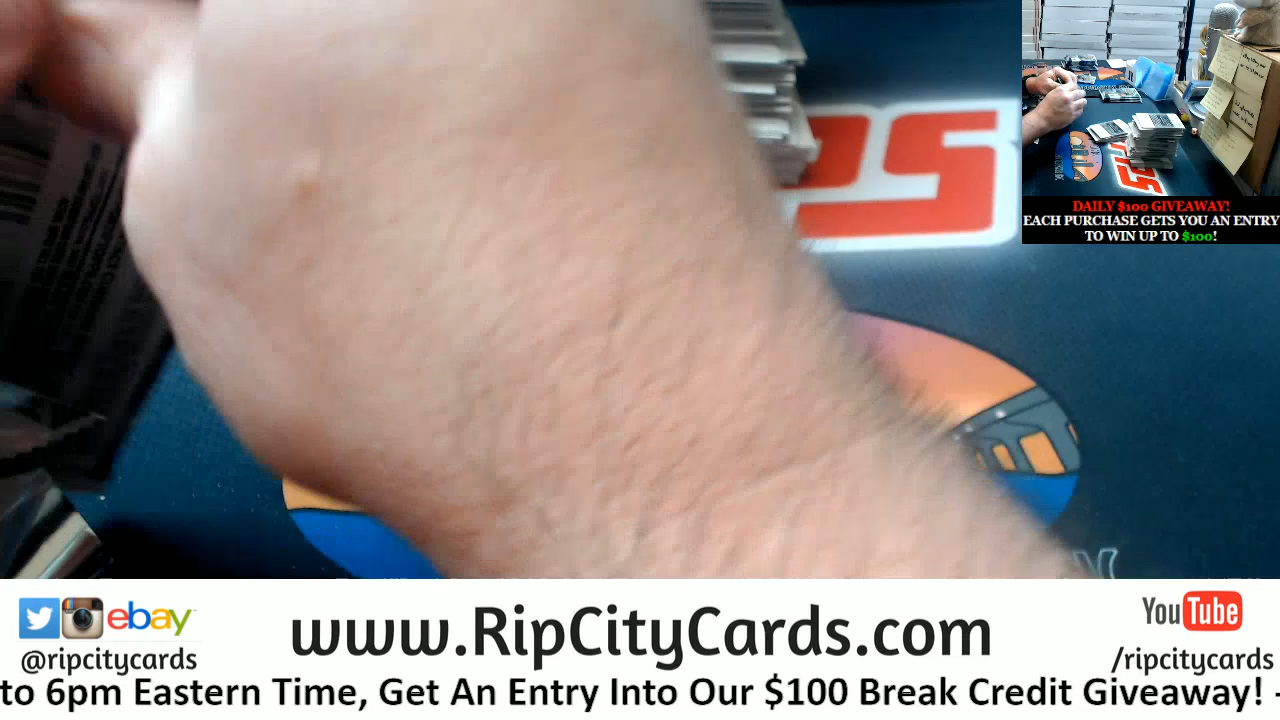 PS
DAILY $100 GIVEAWAY!
EACH PURCHASE GETS YOU AN ENTRY
TO WIN UP TO $100!
ebay
@ripcitycards
www.RipCityCards.com
YouTube
/ripcitycards
to 6pm Eastern Time, Get An Entry Into Our $100 Break Credit Giveaway! -